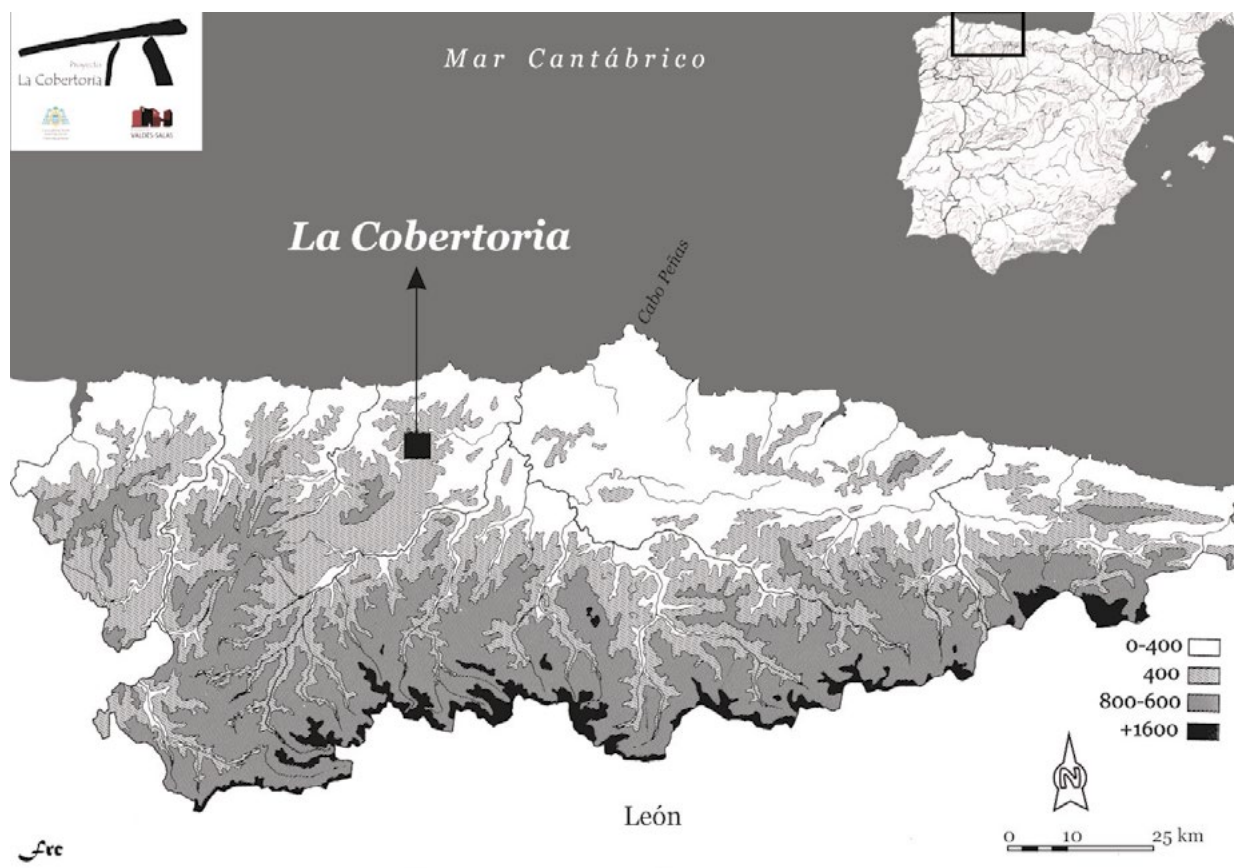 Proyecto
La Cobertoria
VALDÉS-SALAS
Mar Cantábrico
La Cobertoria
Cabo Peñas
0-400
400
800-600
+1600
N
León
0 10 25 km
frc